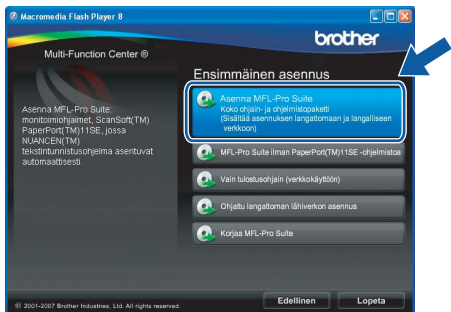 Macromedia Flash Player 8
brother
Multi-Function Center ®
Ensimmäinen asennus
Asenna MFL-Pro Suite:
monitoimiohjaimet, ScanSoft(TM)
PaperPort(TM)11SE, jossa
NUANCEN(TM)
tekstintunnistusohjelma asentuvat
automaattisesti.
Asenna MFL-Pro Suite
Koko ohjain- ja ohjelmistopaketti
(Sisältää asennuksen langattomaan ja langalliseen
verkkoon)
MFL-Pro Suite ilman PaperPort(TM)11SE -ohjelmistoa
Vain tulostusohjain (verkkokäyttöön)
Ohjattu langattoman lähiverkon asennus
Korjaa MFL-Pro Suite
© 2001-2007 Brother Industries, Ltd. All rights reserved.
Edellinen
Lopeta